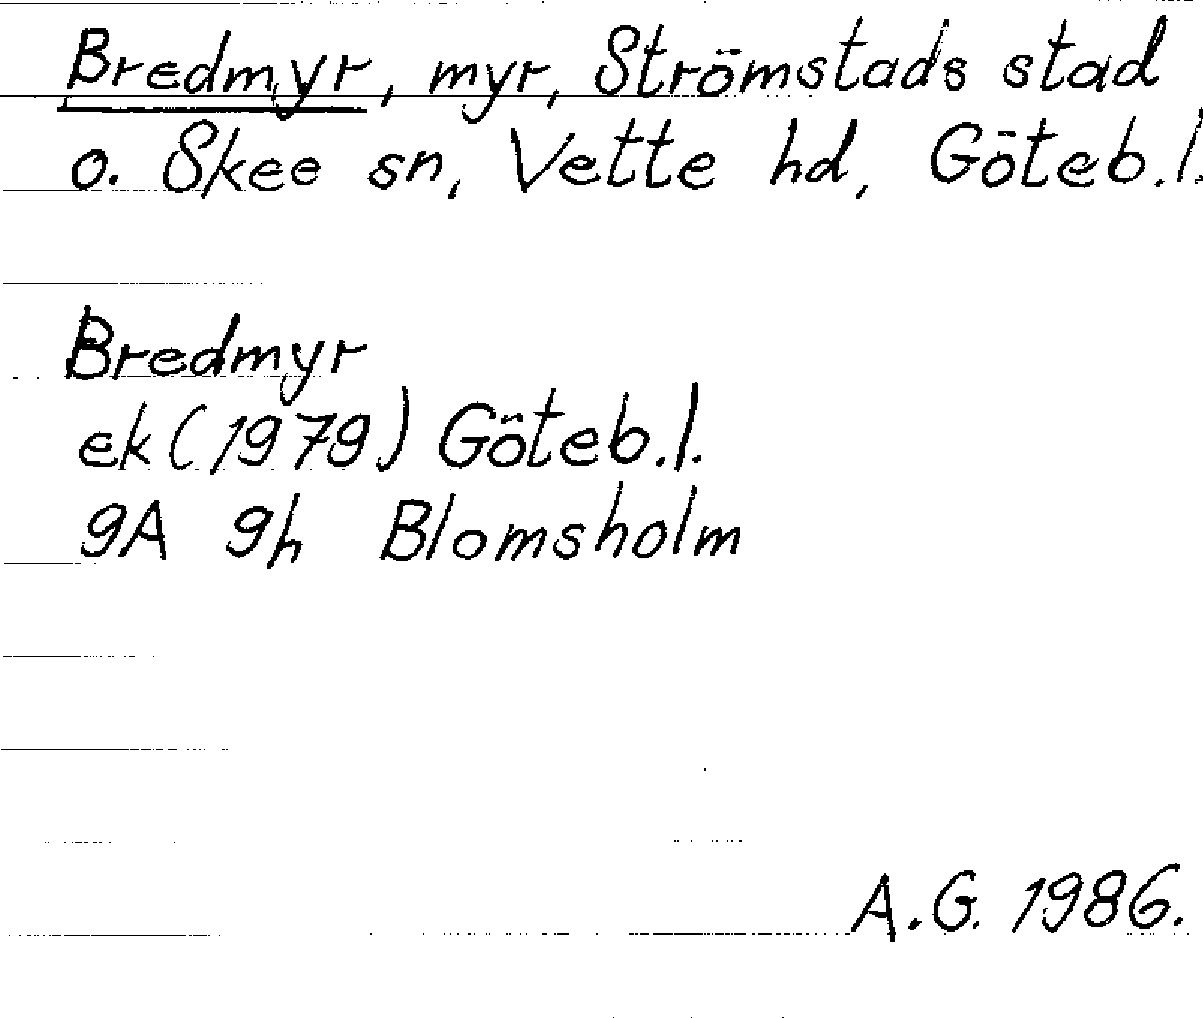 Bredmyr, myr, Strömstads stad
o. Skee sn, Vette hd, Göteb.l.
Bredmyr
ek (1979) Göteb.l.
9A 9h Blomsholm
A.G. 1986.